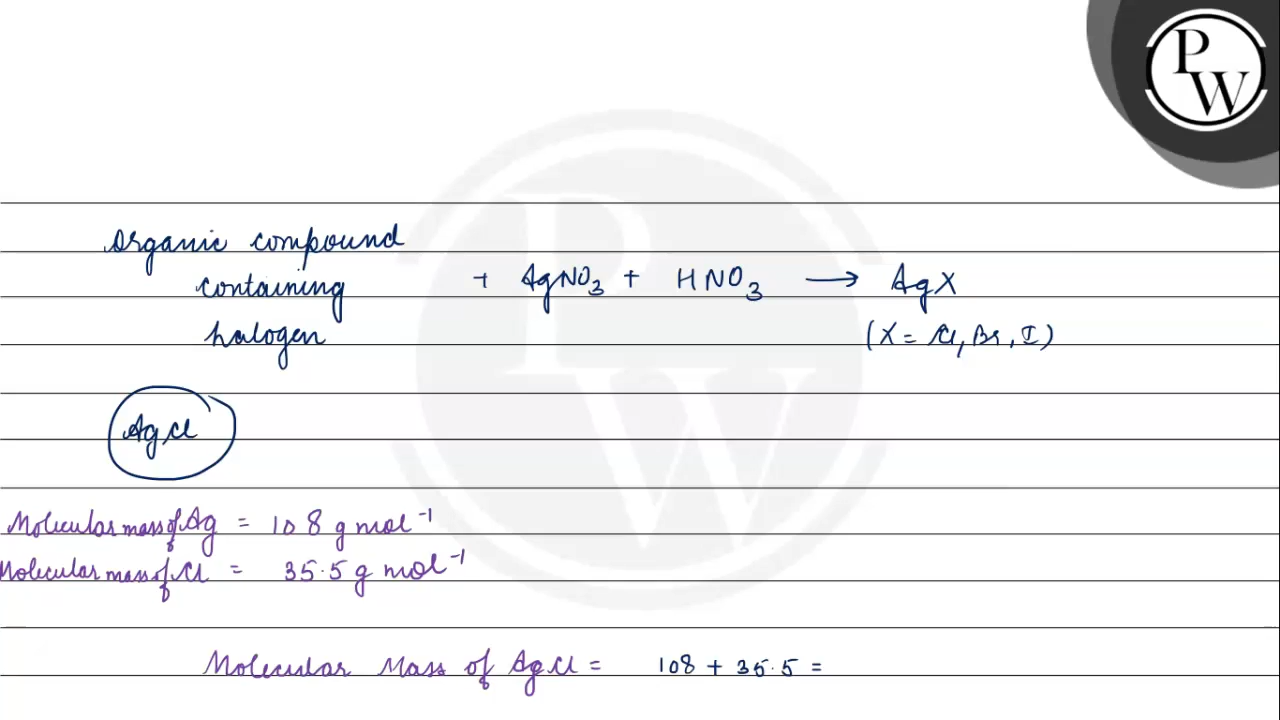 PW
Organic compound
containing + AgNO3 + HNO3 → AgX
halogen (X = Cl, Br, I)
AgCl
Molecular mass of Ag = 108 g mol⁻¹
Molecular mass of Cl = 35.5 g mol⁻¹
Molecular Mass of AgCl = 108 + 35.5 =